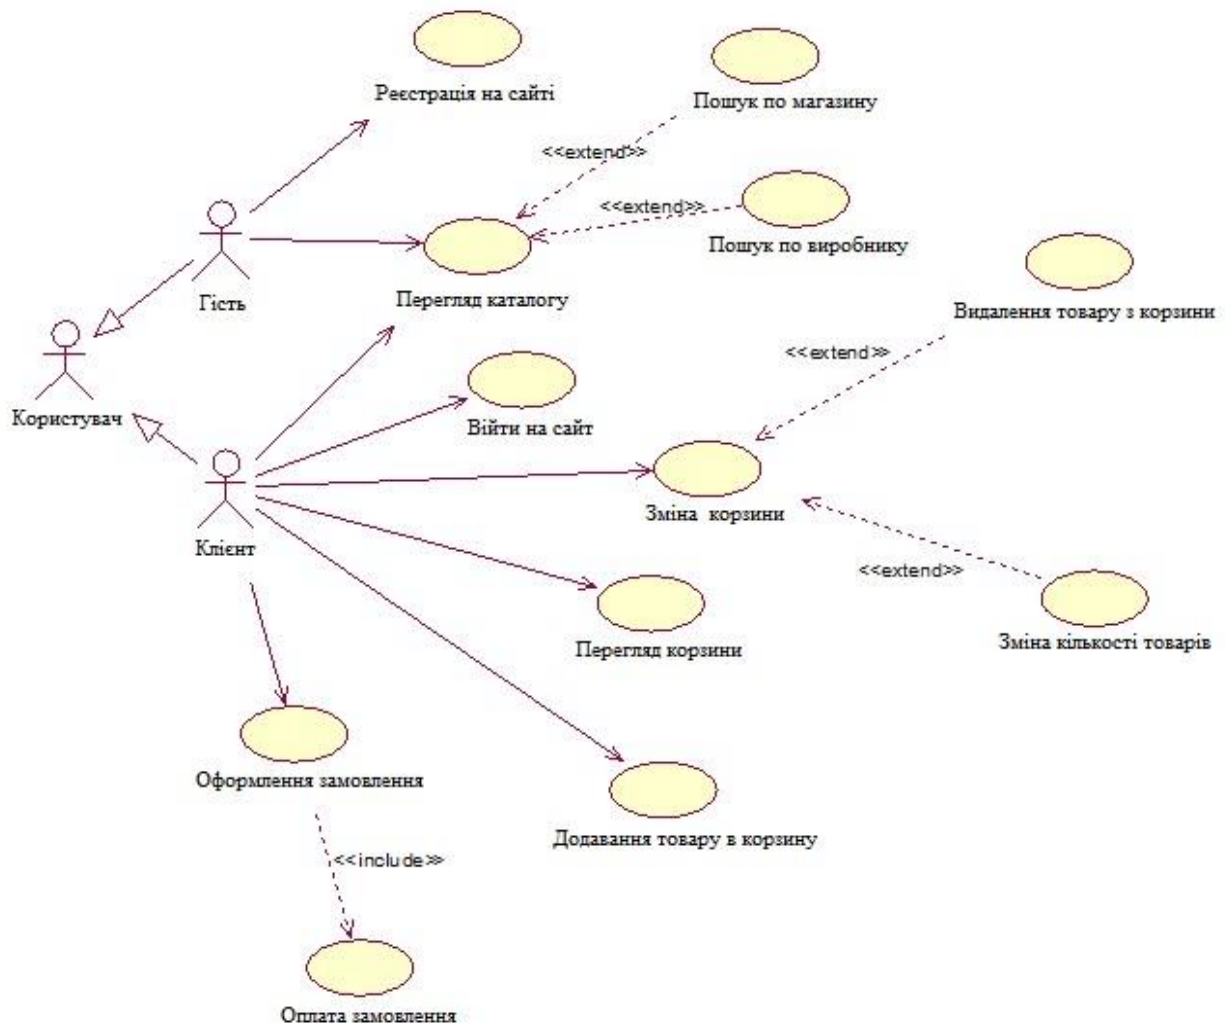 Реєстрація на сайті
Пошук по магазину
<<extend>>
<<extend>>
Пошук по виробнику
Гість
Перегляд каталогу
Видалення товару з корзини
<<extend>>
Користувач
Війти на сайт
Зміна корзини
Клієнт
<<extend>>
Перегляд корзини
Зміна кількості товарів
Оформлення замовлення
Додавання товару в корзину
<<include>>
Оплата замовлення